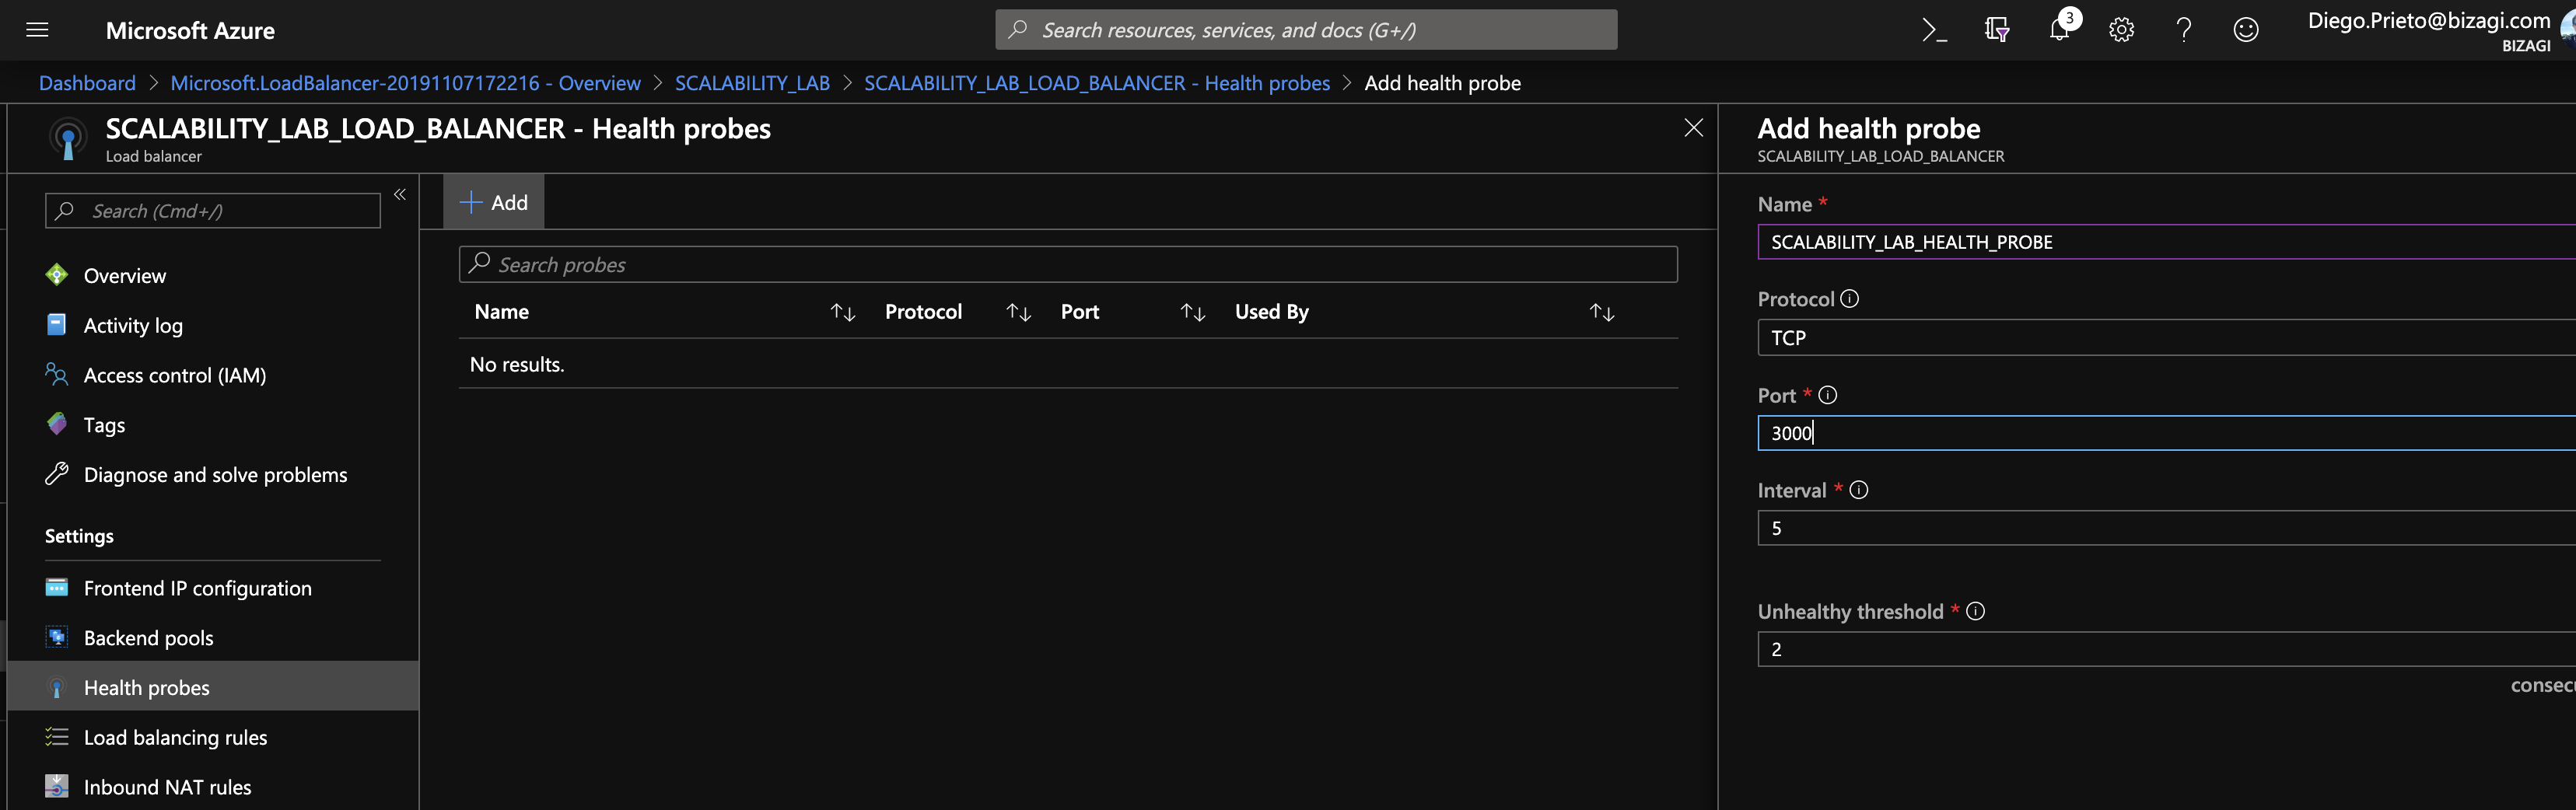 Microsoft Azure
Search resources, services, and docs (G+/)
3
Diego.Prieto@bizagi.com
BIZAGI
Dashboard > Microsoft.LoadBalancer-20191107172216 - Overview > SCALABILITY_LAB > SCALABILITY_LAB_LOAD_BALANCER - Health probes > Add health probe
SCALABILITY_LAB_LOAD_BALANCER - Health probes
Load balancer
Search (Cmd+/)
Overview
Activity log
Access control (IAM)
Tags
Diagnose and solve problems
Settings
Frontend IP configuration
Backend pools
Health probes
Load balancing rules
Inbound NAT rules
Add
Search probes
Name Protocol Port Used By
No results.
Add health probe
SCALABILITY_LAB_LOAD_BALANCER
Name *
SCALABILITY_LAB_HEALTH_PROBE
Protocol
TCP
Port *
3000
Interval *
5
Unhealthy threshold *
2